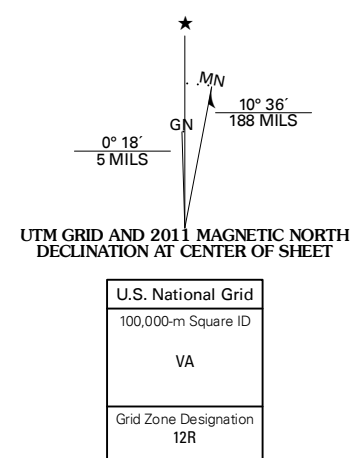 ★
MN
10° 36´
188 MILS
GN
0° 18´
5 MILS
UTM GRID AND 2011 MAGNETIC NORTH
DECLINATION AT CENTER OF SHEET
U.S. National Grid
100,000-m Square ID
VA
Grid Zone Designation
12R